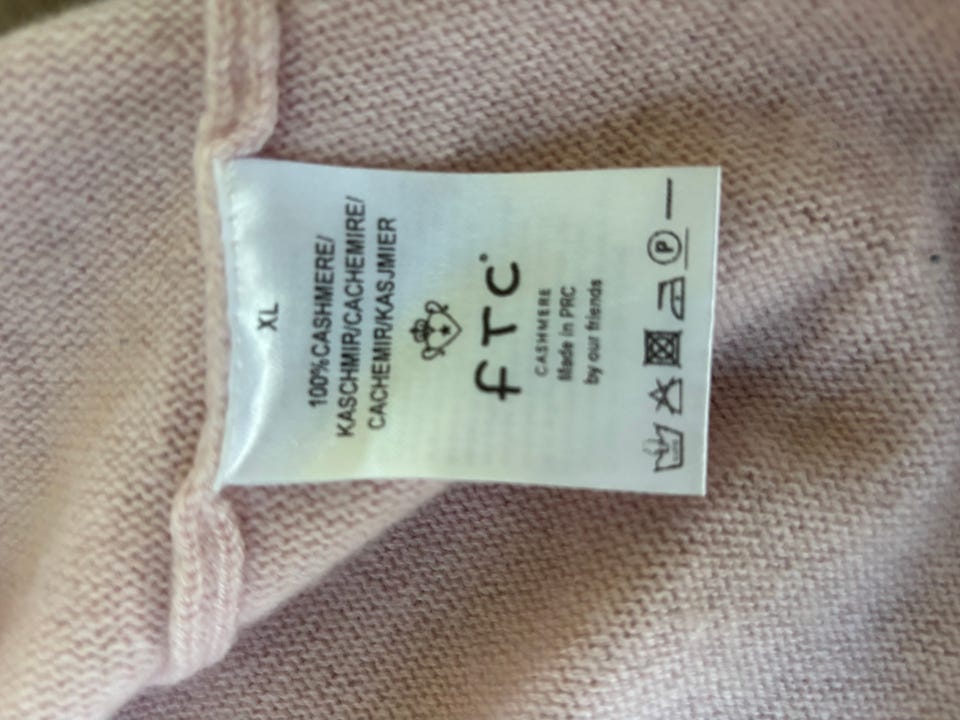 XL
100%CASHMERE/
KASCHMIR/CACHEMIRE/
CACHEMIR/KASJMIER
FTC
CASHMERE
Made in PRC
by our friends
P